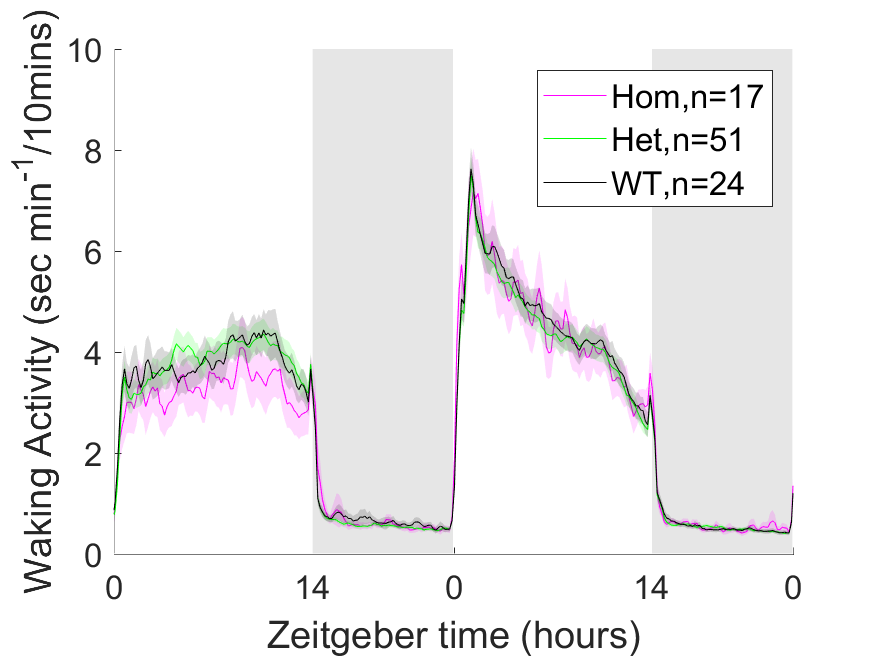 Waking Activity (sec min⁻¹/10mins)
10
8
6
4
2
0
Hom,n=17
Het,n=51
WT,n=24
0 14 0 14 0
Zeitgeber time (hours)